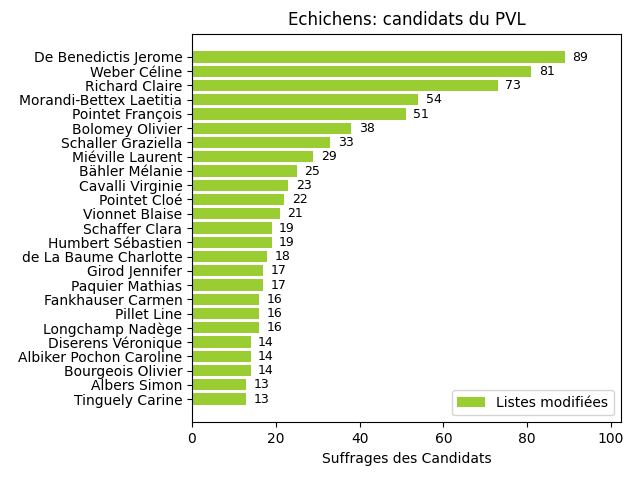 Echichens: candidats du PVL
De Benedictis Jerome 89
Weber Céline 81
Richard Claire 73
Morandi-Bettex Laetitia 54
Pointet François 51
Bolomey Olivier 38
Schaller Graziella 33
Miéville Laurent 29
Bähler Mélanie 25
Cavalli Virginie 23
Pointet Cloé 22
Vionnet Blaise 21
Schaffer Clara 19
Humbert Sébastien 19
de La Baume Charlotte 18
Girod Jennifer 17
Paquier Mathias 17
Fankhauser Carmen 16
Pillet Line 16
Longchamp Nadège 16
Diserens Véronique 14
Albiker Pochon Caroline 14
Bourgeois Olivier 14
Albers Simon 13
Tinguely Carine 13
Listes modifiées
0 20 40 60 80 100
Suffrages des Candidats